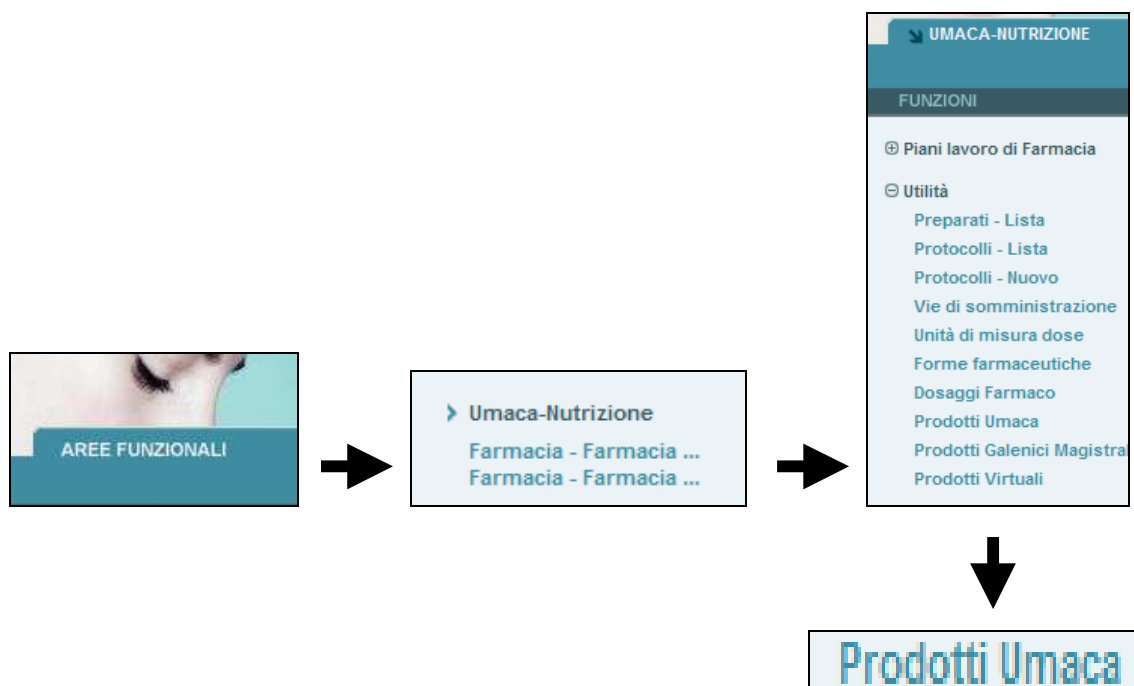 AREE FUNZIONALI
Umaca-Nutrizione
Farmacia - Farmacia ...
Farmacia - Farmacia ...
UMACA-NUTRIZIONE
FUNZIONI
Piani lavoro di Farmacia
Utilità
Preparati - Lista
Protocolli - Lista
Protocolli - Nuovo
Vie di somministrazione
Unità di misura dose
Forme farmaceutiche
Dosaggi Farmaco
Prodotti Umaca
Prodotti Galenici Magistral
Prodotti Virtuali
Prodotti Umaca